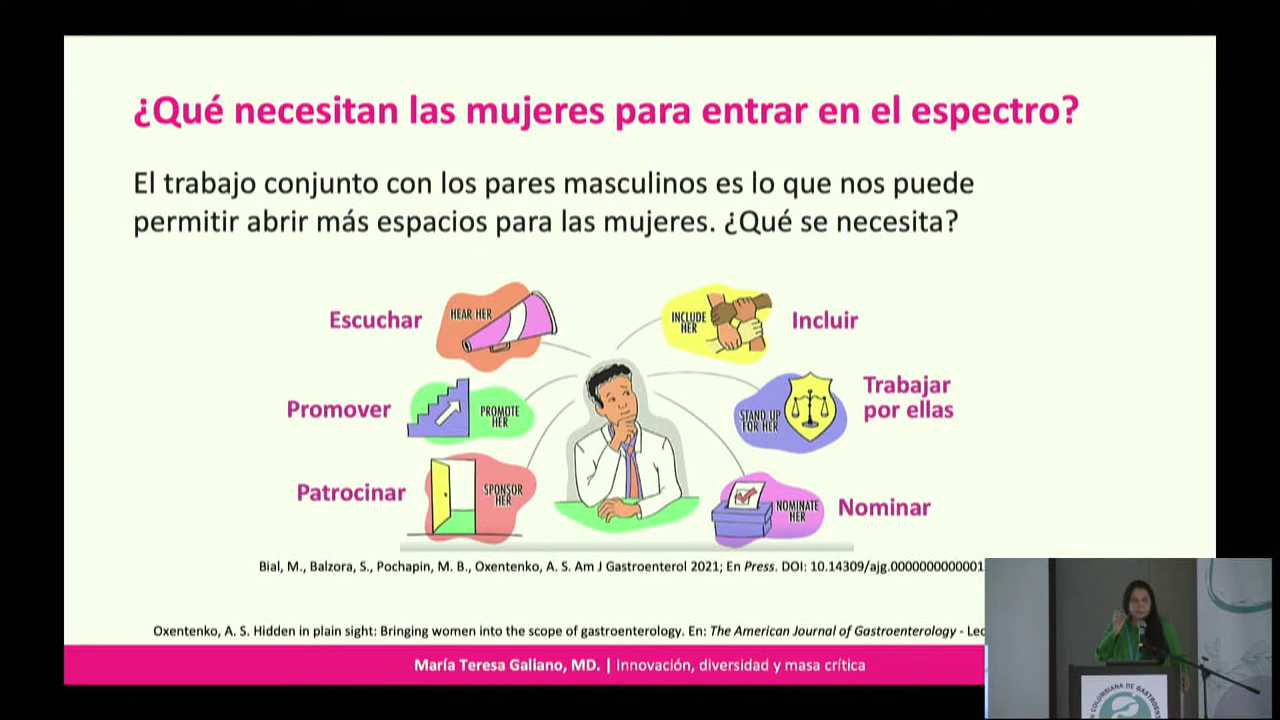 ¿Qué necesitan las mujeres para entrar en el espectro?
El trabajo conjunto con los pares masculinos es lo que nos puede
permitir abrir más espacios para las mujeres. ¿Qué se necesita?
Escuchar
HEAR HER
INCLUDE
HER
Incluir
Promover
PROMOTE
HER
STAND UP
FOR HER
Trabajar
por ellas
Patrocinar
SPONSOR
HER
NOMINATE
HER
Nominar
Bial, M., Balzora, S., Pochapin, M. B., Oxentenko, A. S. Am J Gastroenterol 2021; En Press. DOI: 10.14309/ajg.0000000000001
Oxentenko, A. S. Hidden in plain sight: Bringing women into the scope of gastroenterology. En: The American Journal of Gastroenterology - Lec
María Teresa Galiano, MD. | Innovación, diversidad y masa crítica
COLOMBIANA DE GASTROEN